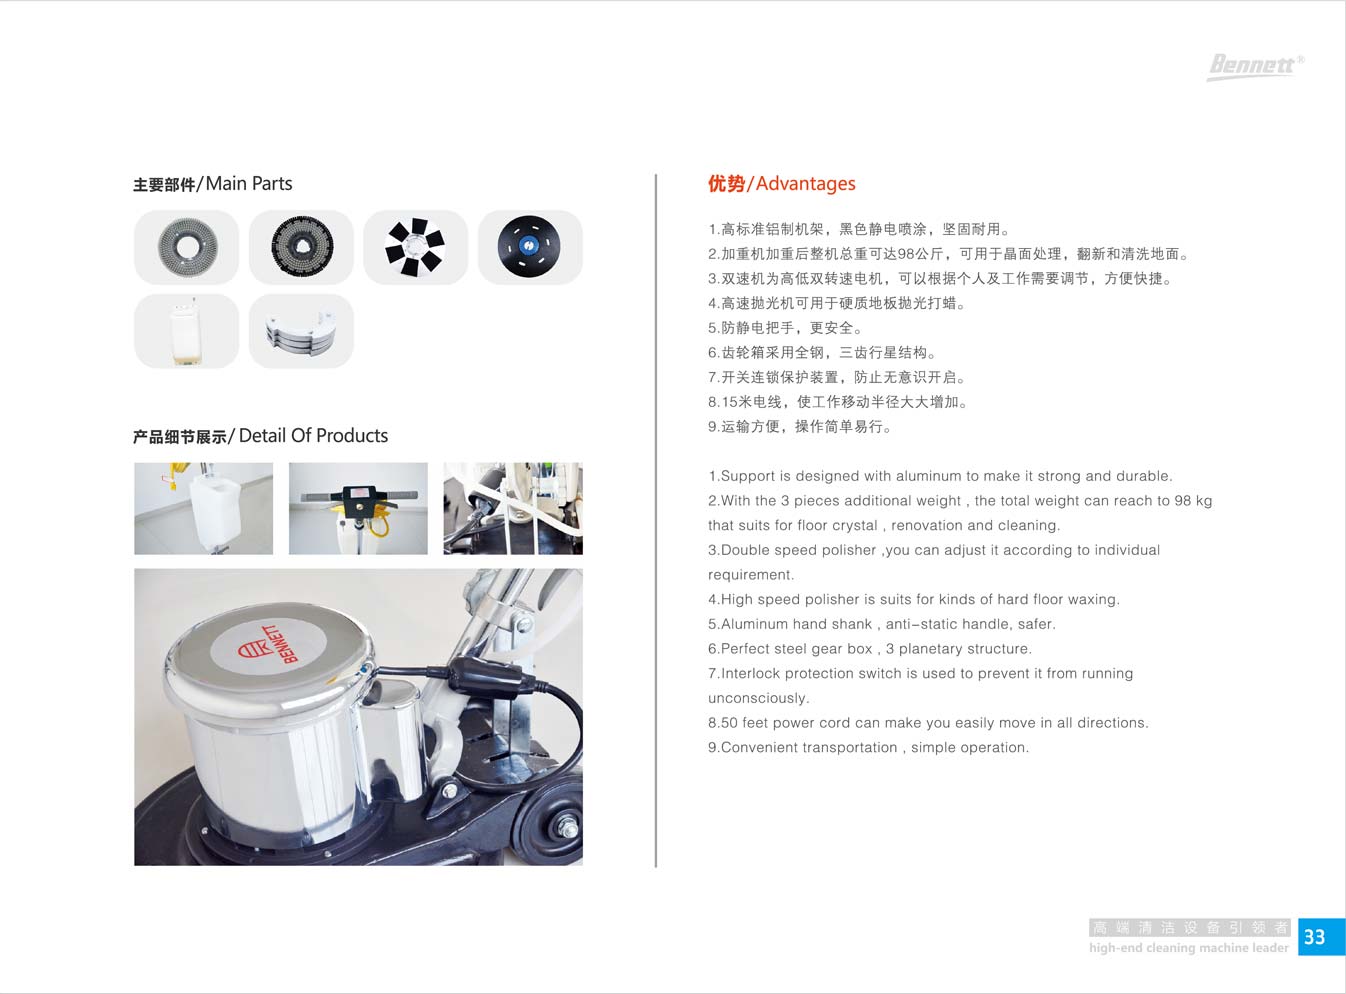 Bennett®
主要部件/Main Parts
产品细节展示/Detail Of Products
BENNETT
优势/Advantages
1.高标准铝制机架，黑色静电喷涂，坚固耐用。
2.加重机加重后整机总重可达98公斤，可用于晶面处理，翻新和清洗地面。
3.双速机为高低双转速电机，可以根据个人及工作需要调节，方便快捷。
4.高速抛光机可用于硬质地板抛光打蜡。
5.防静电把手，更安全。
6.齿轮箱采用全钢，三齿行星结构。
7.开关连锁保护装置，防止无意识开启。
8.15米电线，使工作移动半径大大增加。
9.运输方便，操作简单易行。
1.Support is designed with aluminum to make it strong and durable.
2.With the 3 pieces additional weight , the total weight can reach to 98 kg
that suits for floor crystal , renovation and cleaning.
3.Double speed polisher ,you can adjust it according to individual
requirement.
4.High speed polisher is suits for kinds of hard floor waxing.
5.Aluminum hand shank , anti-static handle, safer.
6.Perfect steel gear box , 3 planetary structure.
7.Interlock protection switch is used to prevent it from running
unconsciously.
8.50 feet power cord can make you easily move in all directions.
9.Convenient transportation , simple operation.
高端清洁设备引领者
high-end cleaning machine leader
33